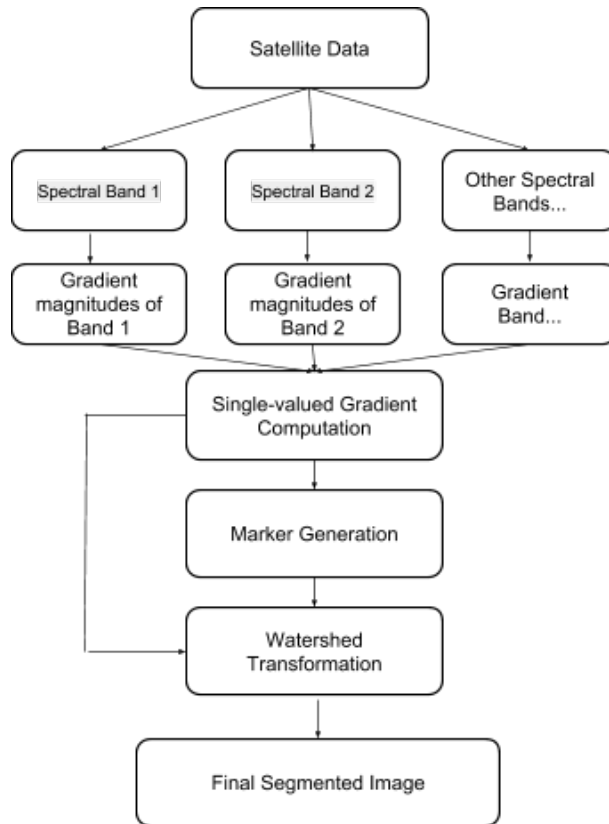 Satellite Data
Spectral Band 1
Spectral Band 2
Other Spectral
Bands...
Gradient
magnitudes of
Band 1
Gradient
magnitudes of
Band 2
Gradient
Band...
Single-valued Gradient
Computation
Marker Generation
Watershed
Transformation
Final Segmented Image